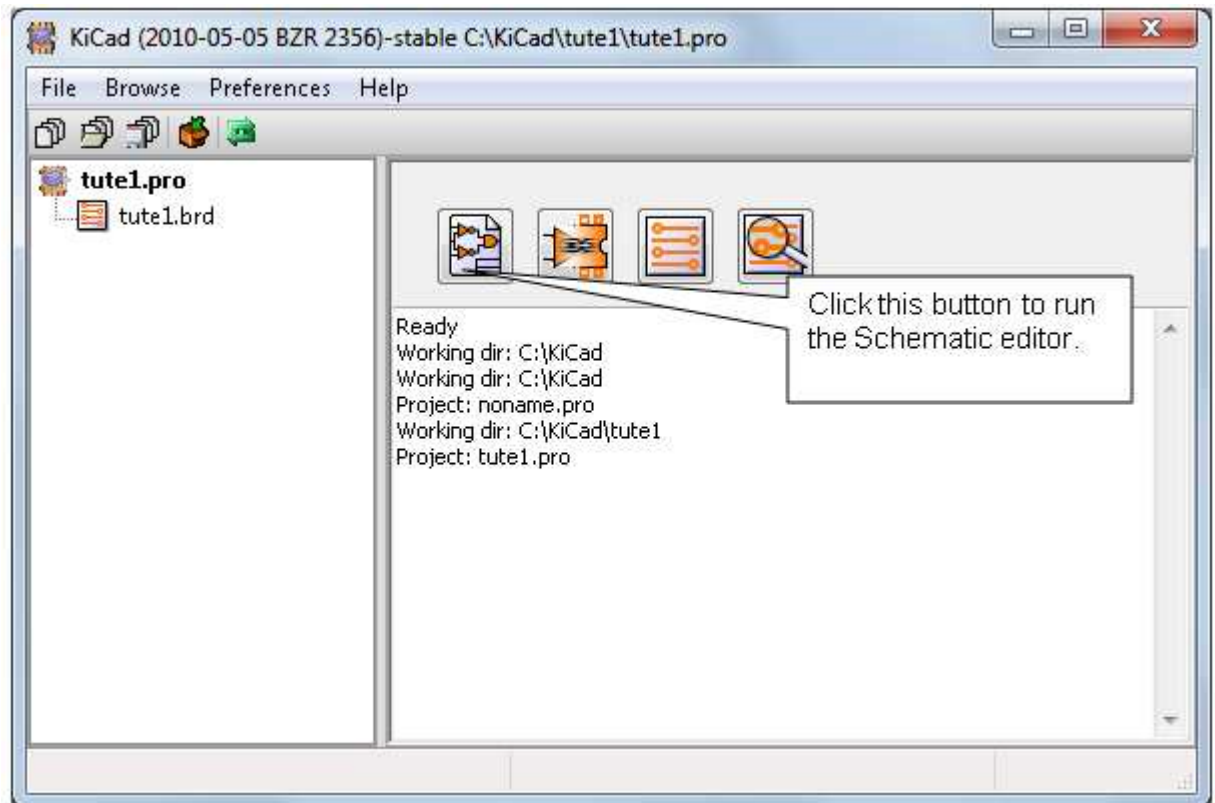 KiCad (2010-05-05 BZR 2356)-stable C:\KiCad\tute1\tute1.pro
File Browse Preferences Help
tute1.pro
tute1.brd
Click this button to run
the Schematic editor.
Ready
Working dir: C:\KiCad
Working dir: C:\KiCad
Project: noname.pro
Working dir: C:\KiCad\tute1
Project: tute1.pro